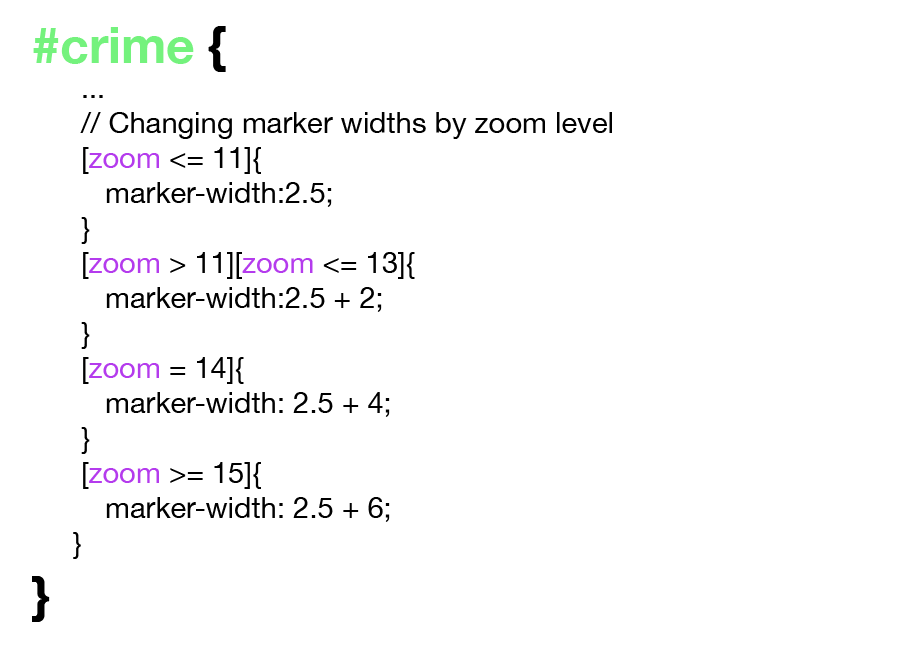 #crime {
...
// Changing marker widths by zoom level
[zoom <= 11]{
marker-width:2.5;
}
[zoom > 11][zoom <= 13]{
marker-width:2.5 + 2;
}
[zoom = 14]{
marker-width: 2.5 + 4;
}
[zoom >= 15]{
marker-width: 2.5 + 6;
}
}